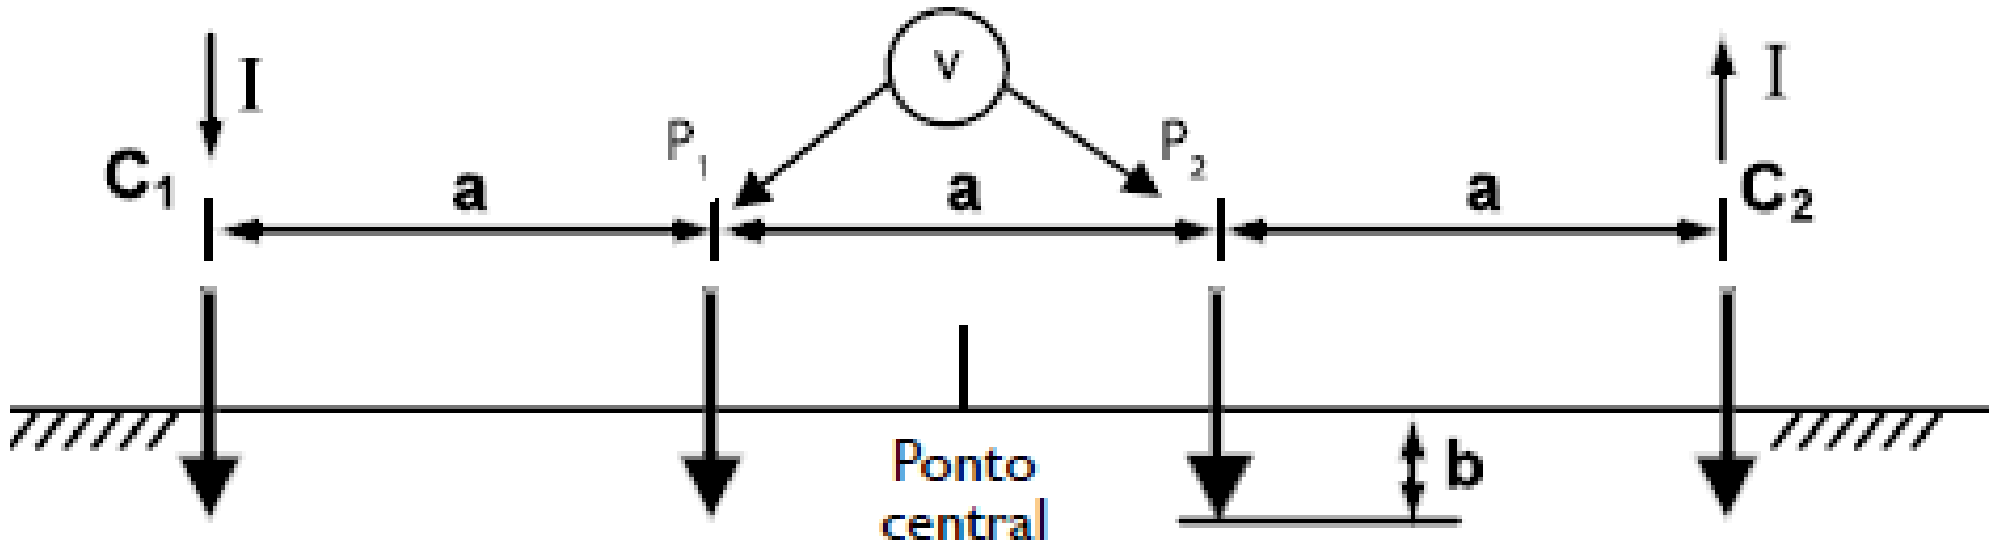 I
V
I
P₁
P₂
C₁
a
a
a
C₂
Ponto
central
b